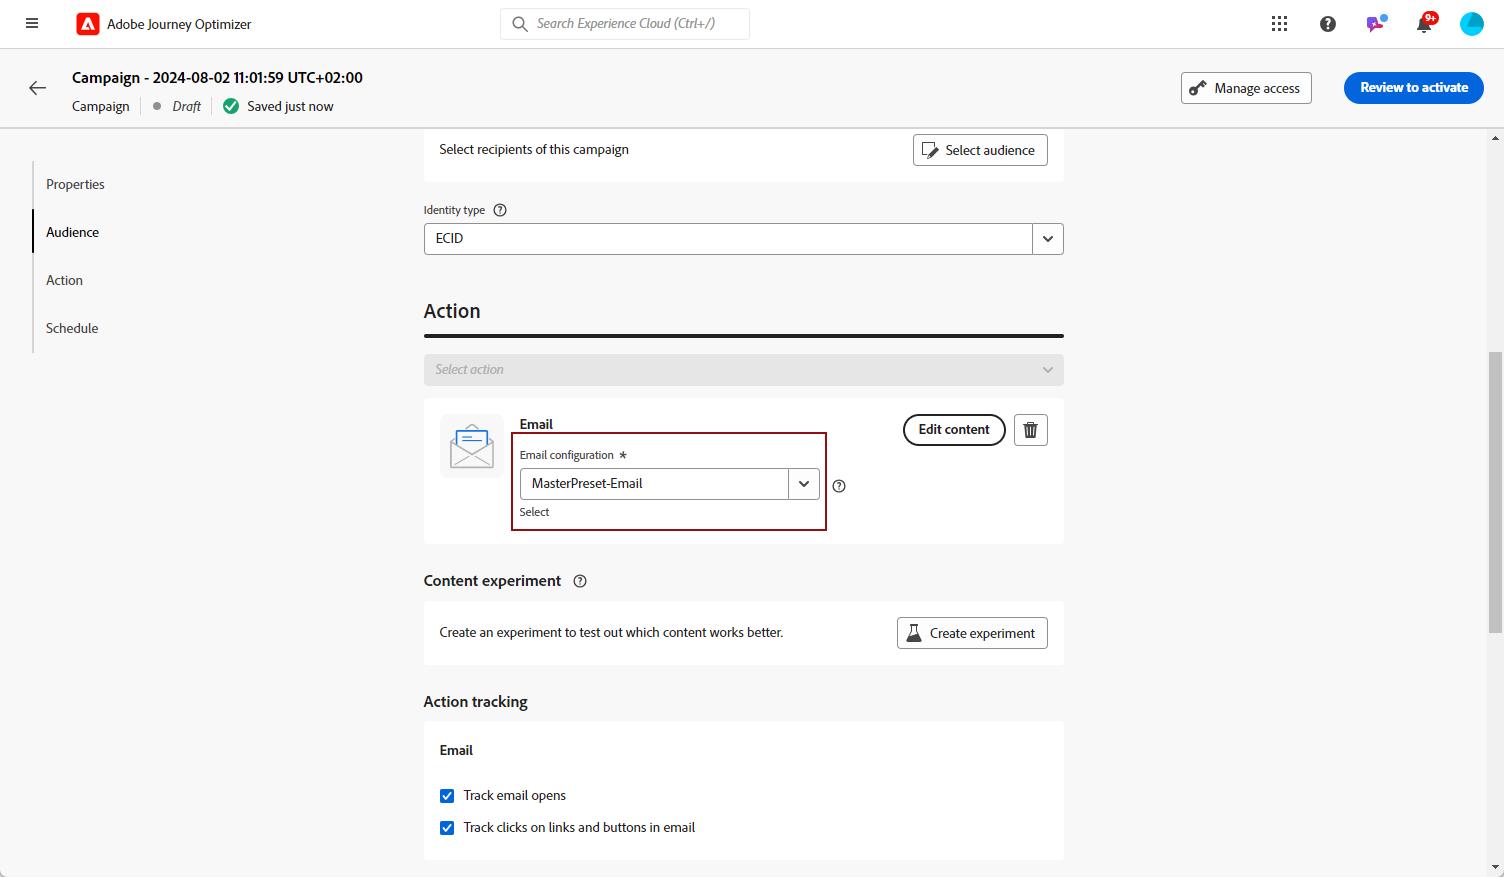 Adobe Journey Optimizer
Search Experience Cloud (Ctrl+/)
9+
Campaign - 2024-08-02 11:01:59 UTC+02:00
Campaign
Draft
Saved just now
Manage access
Review to activate
Properties
Audience
Action
Schedule
Select recipients of this campaign
Select audience
Identity type
ECID
Action
Select action
Email
Edit content
Email configuration *
MasterPreset-Email
Select
Content experiment
Create an experiment to test out which content works better.
Create experiment
Action tracking
Email
Track email opens
Track clicks on links and buttons in email